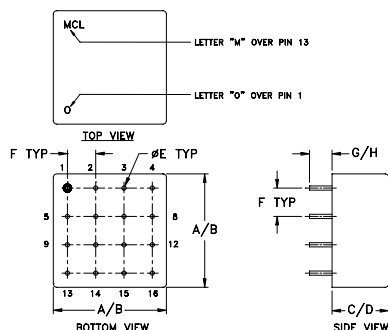 MCL
LETTER "M" OVER PIN 13
O
LETTER "O" OVER PIN 1
TOP VIEW
F TYP
ØE TYP
G/H
1 2 3 4
F TYP
A/B
5 8
9 12
13 14 15 16
A/B
C/D
BOTTOM VIEW
SIDE VIEW